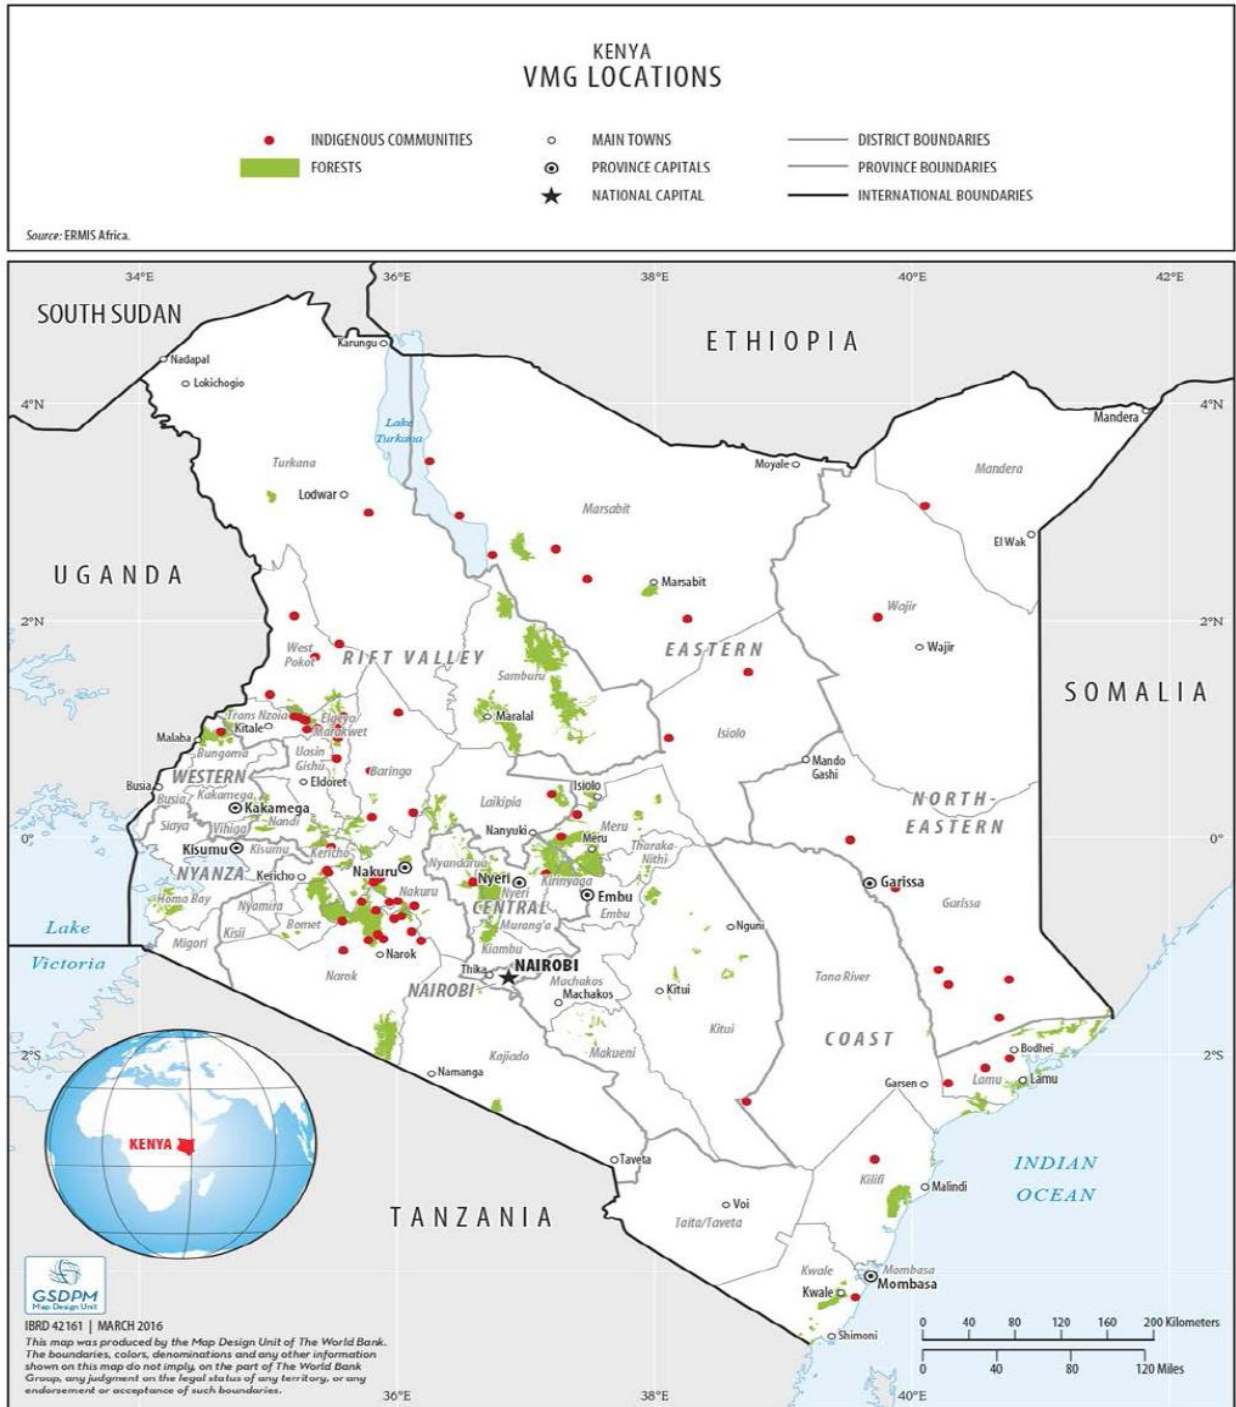 KENYA
VMG LOCATIONS
INDIGENOUS COMMUNITIES
FORESTS
MAIN TOWNS
PROVINCE CAPITALS
NATIONAL CAPITAL
DISTRICT BOUNDARIES
PROVINCE BOUNDARIES
INTERNATIONAL BOUNDARIES
Source: ERMIS Africa.
34°E
36°E
38°E
40°E
42°E
SOUTH SUDAN
ETHIOPIA
Karungu
Nadapal
Lokichogio
4°N
4°N
Mandera
Lake
Turkana
Turkana
Moyale
Mandera
Lodwar
Marsabit
El Wak
UGANDA
Marsabit
Wajir
2°N
2°N
West
Pokot
RIFT VALLEY
EASTERN
Wajir
Samburu
SOMALIA
Trans Nzoia
Elgeyo/
Marakwet
Maralal
Kitale
Malaba
Isiolo
Bungoma
Uasin
Gishu
Mando
Gashi
WESTERN
Baringo
Eldoret
Busia
Busia
Kakamega
Isiolo
Laikipia
NORTH-
EASTERN
Kakamega
Siaya
Vihiga
Nandi
Nanyuki
Meru
Meru
0°
0°
Kisumu
Kisumu
Kericho
Tharaka
Nithi
Nyandarua
NYANZA
Kericho
Nakuru
Nyeri
Kirinyaga
Garissa
Homa Bay
Nakuru
Nyeri
Embu
Nyamira
CENTRAL
Embu
Garissa
Kisii
Bomet
Murang'a
Nguni
Lake
Migori
Kiambu
Narok
Victoria
Thika
NAIROBI
Narok
NAIROBI
Machakos
Machakos
Kitui
Tana River
Kitui
COAST
Makueni
Kajiado
Bodhei
2°S
2°S
Namanga
Garsen
Lamu
Lamu
KENYA
Taveta
INDIAN
OCEAN
Kilifi
Malindi
Voi
TANZANIA
Taita/Taveta
Kwale
Mombasa
Mombasa
Kwale
Shimoni
GSDPM
Map Design Unit
IBRD 42161 | MARCH 2016
This map was produced by the Map Design Unit of The World Bank.
The boundaries, colors, denominations and any other information
shown on this map do not imply, on the part of The World Bank
Group, any judgment on the legal status of any territory, or any
endorsement or acceptance of such boundaries.
0 40 80 120 160 200 Kilometers
0 40 80 120 Miles
36°E
38°E
40°E